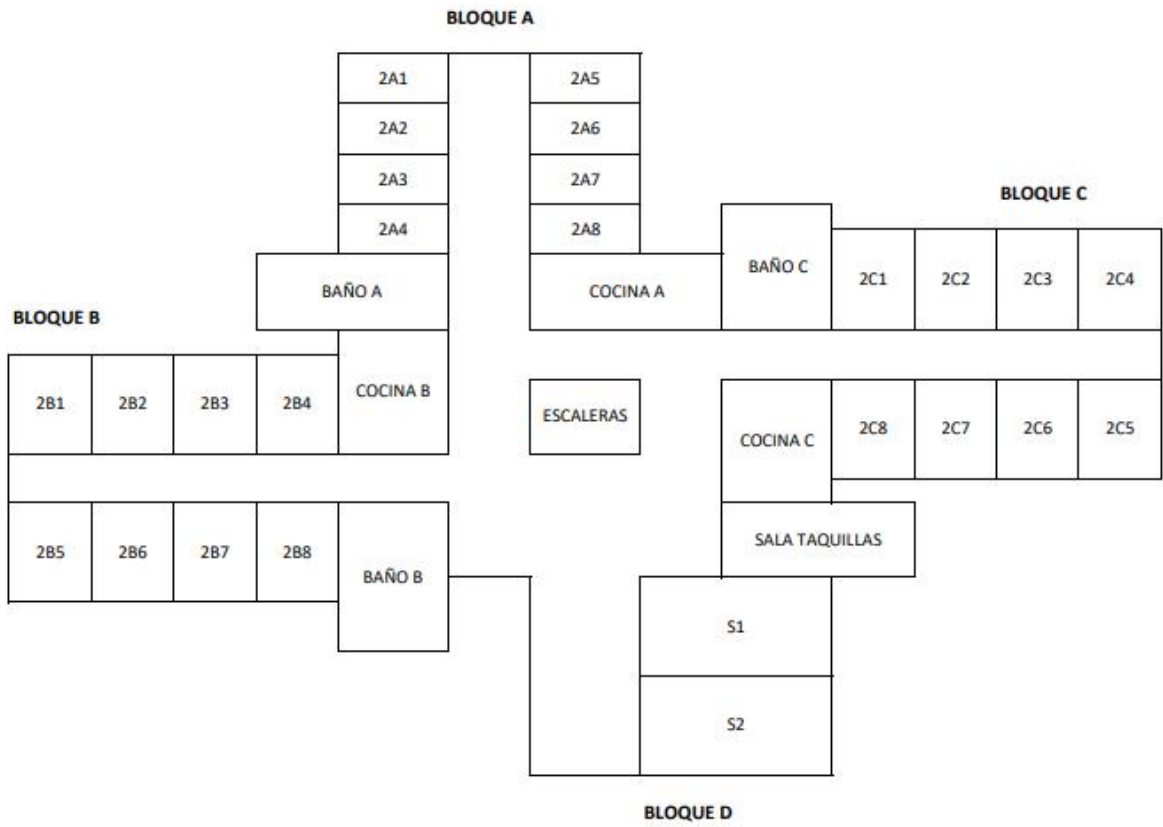 BLOQUE A
2A1
2A5
2A2
2A6
2A3
2A7
2A4
2A8
BAÑO A
COCINA A
BLOQUE C
BAÑO C
2C1
2C2
2C3
2C4
BLOQUE B
2B1
2B2
2B3
2B4
COCINA B
ESCALERAS
COCINA C
2C8
2C7
2C6
2C5
2B5
2B6
2B7
2B8
BAÑO B
SALA TAQUILLAS
S1
S2
BLOQUE D